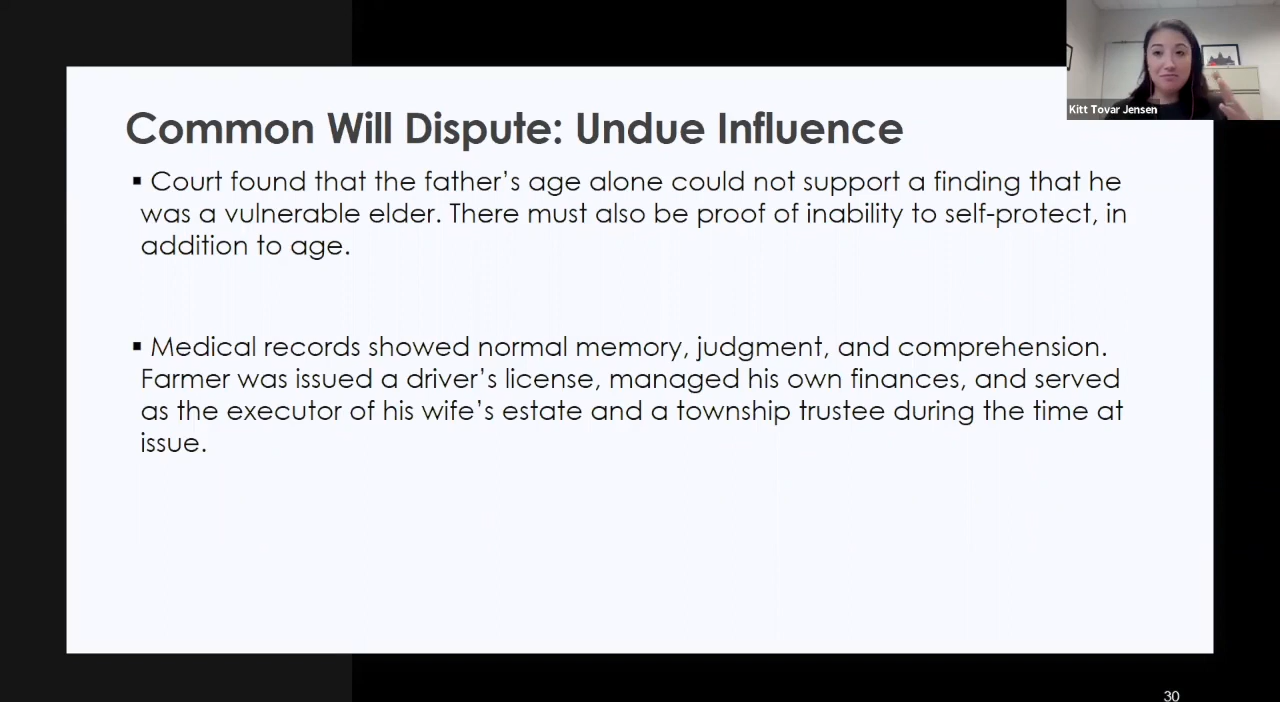 Kitt Tovar Jensen
Common Will Dispute: Undue Influence
▪ Court found that the father’s age alone could not support a finding that he
was a vulnerable elder. There must also be proof of inability to self-protect, in
addition to age.
▪ Medical records showed normal memory, judgment, and comprehension.
Farmer was issued a driver’s license, managed his own finances, and served
as the executor of his wife’s estate and a township trustee during the time at
issue.
30